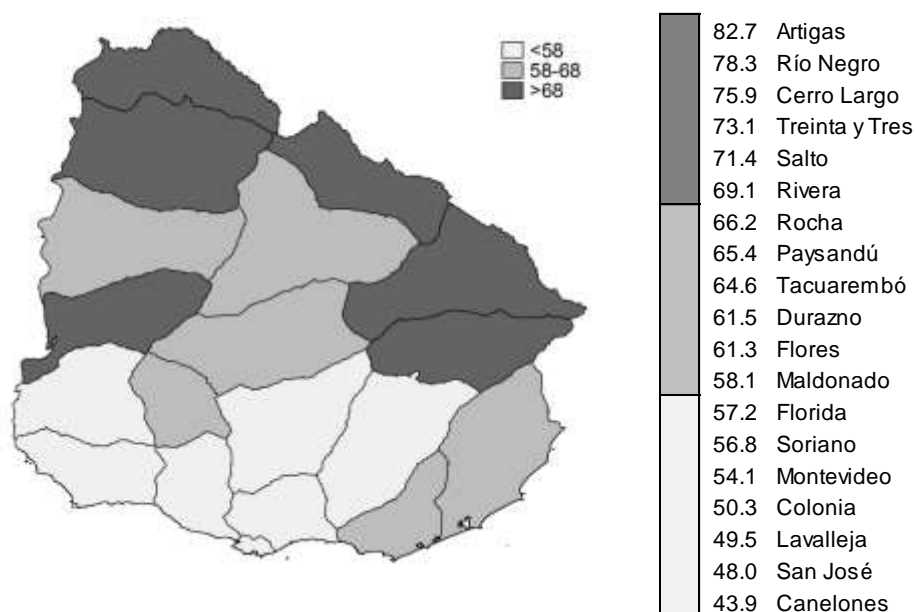 <58
58-68
>68
82.7 Artigas
78.3 Río Negro
75.9 Cerro Largo
73.1 Treinta y Tres
71.4 Salto
69.1 Rivera
66.2 Rocha
65.4 Paysandú
64.6 Tacuarembó
61.5 Durazno
61.3 Flores
58.1 Maldonado
57.2 Florida
56.8 Soriano
54.1 Montevideo
50.3 Colonia
49.5 Lavalleja
48.0 San José
43.9 Canelones